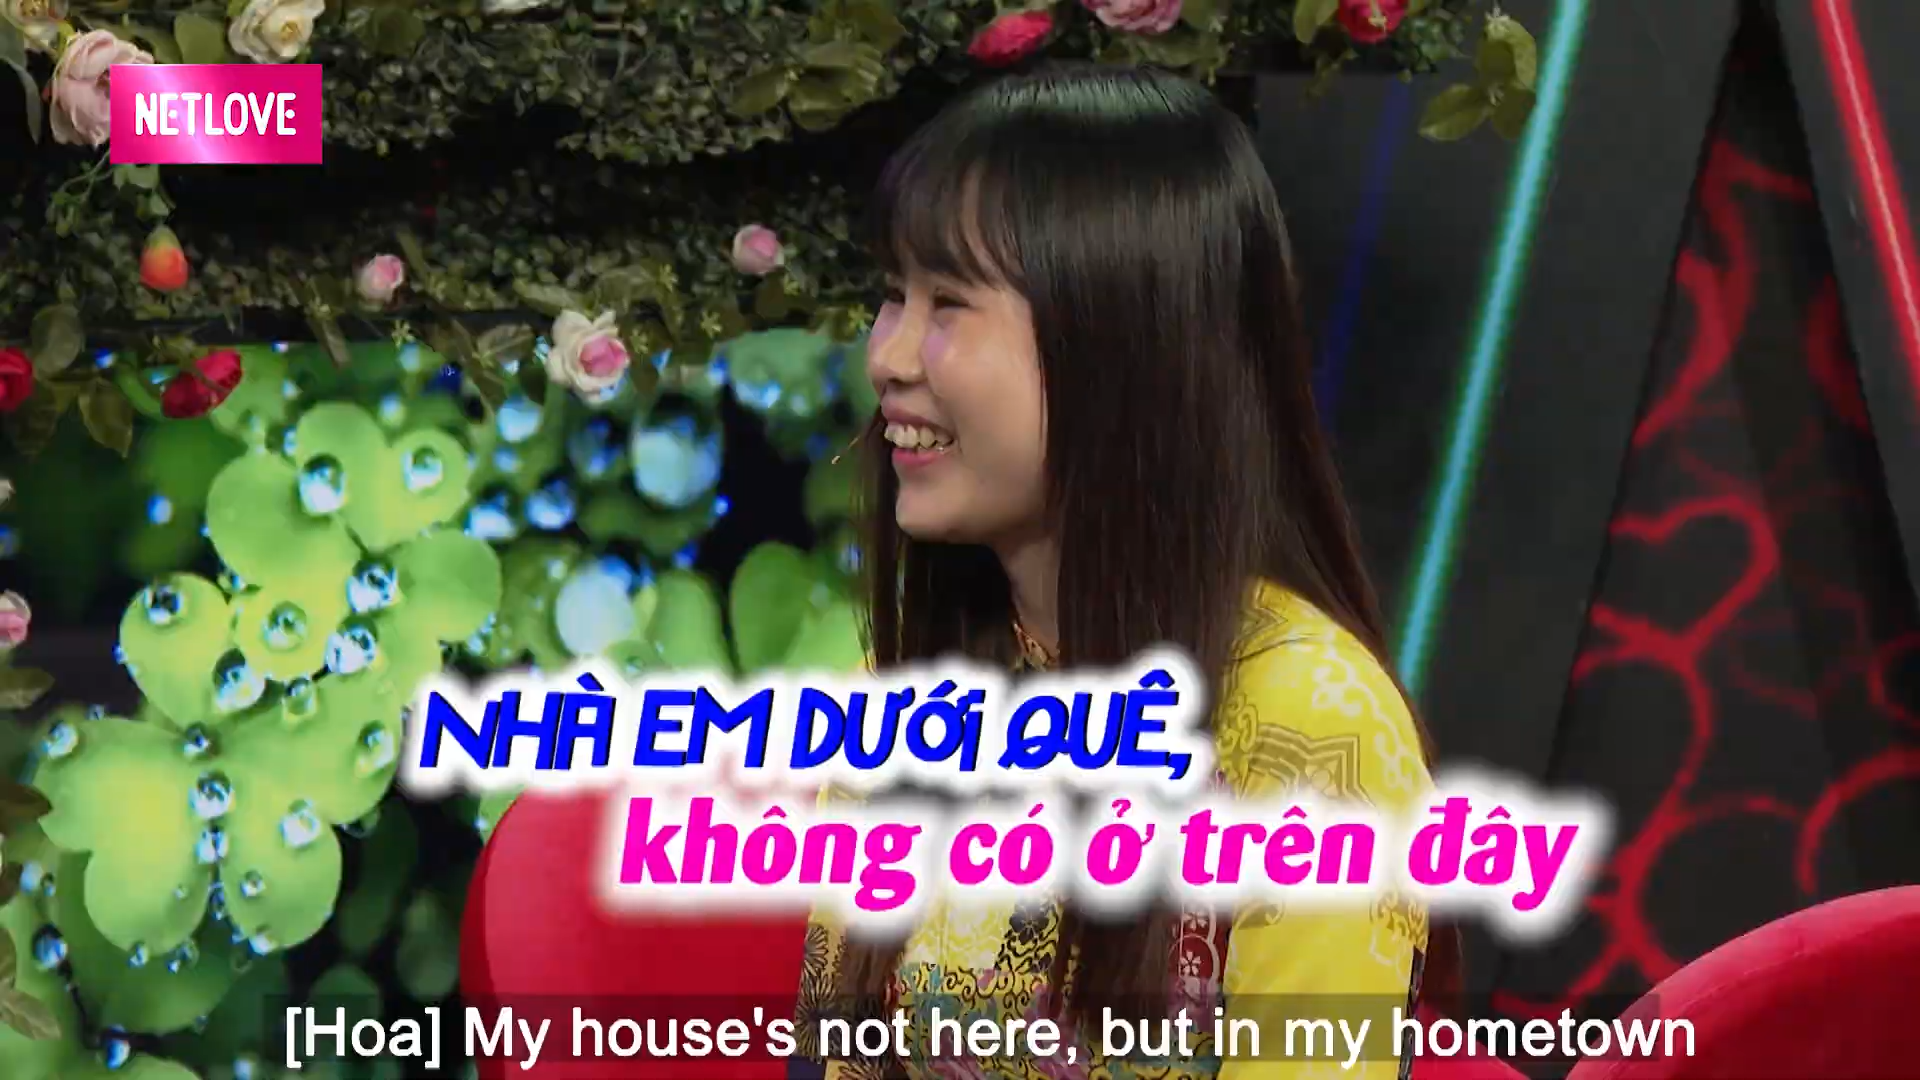 NETLOVE
NHÀ EM DƯỚI QUÊ,
không có ở trên đây
[Hoa] My house's not here, but in my hometown